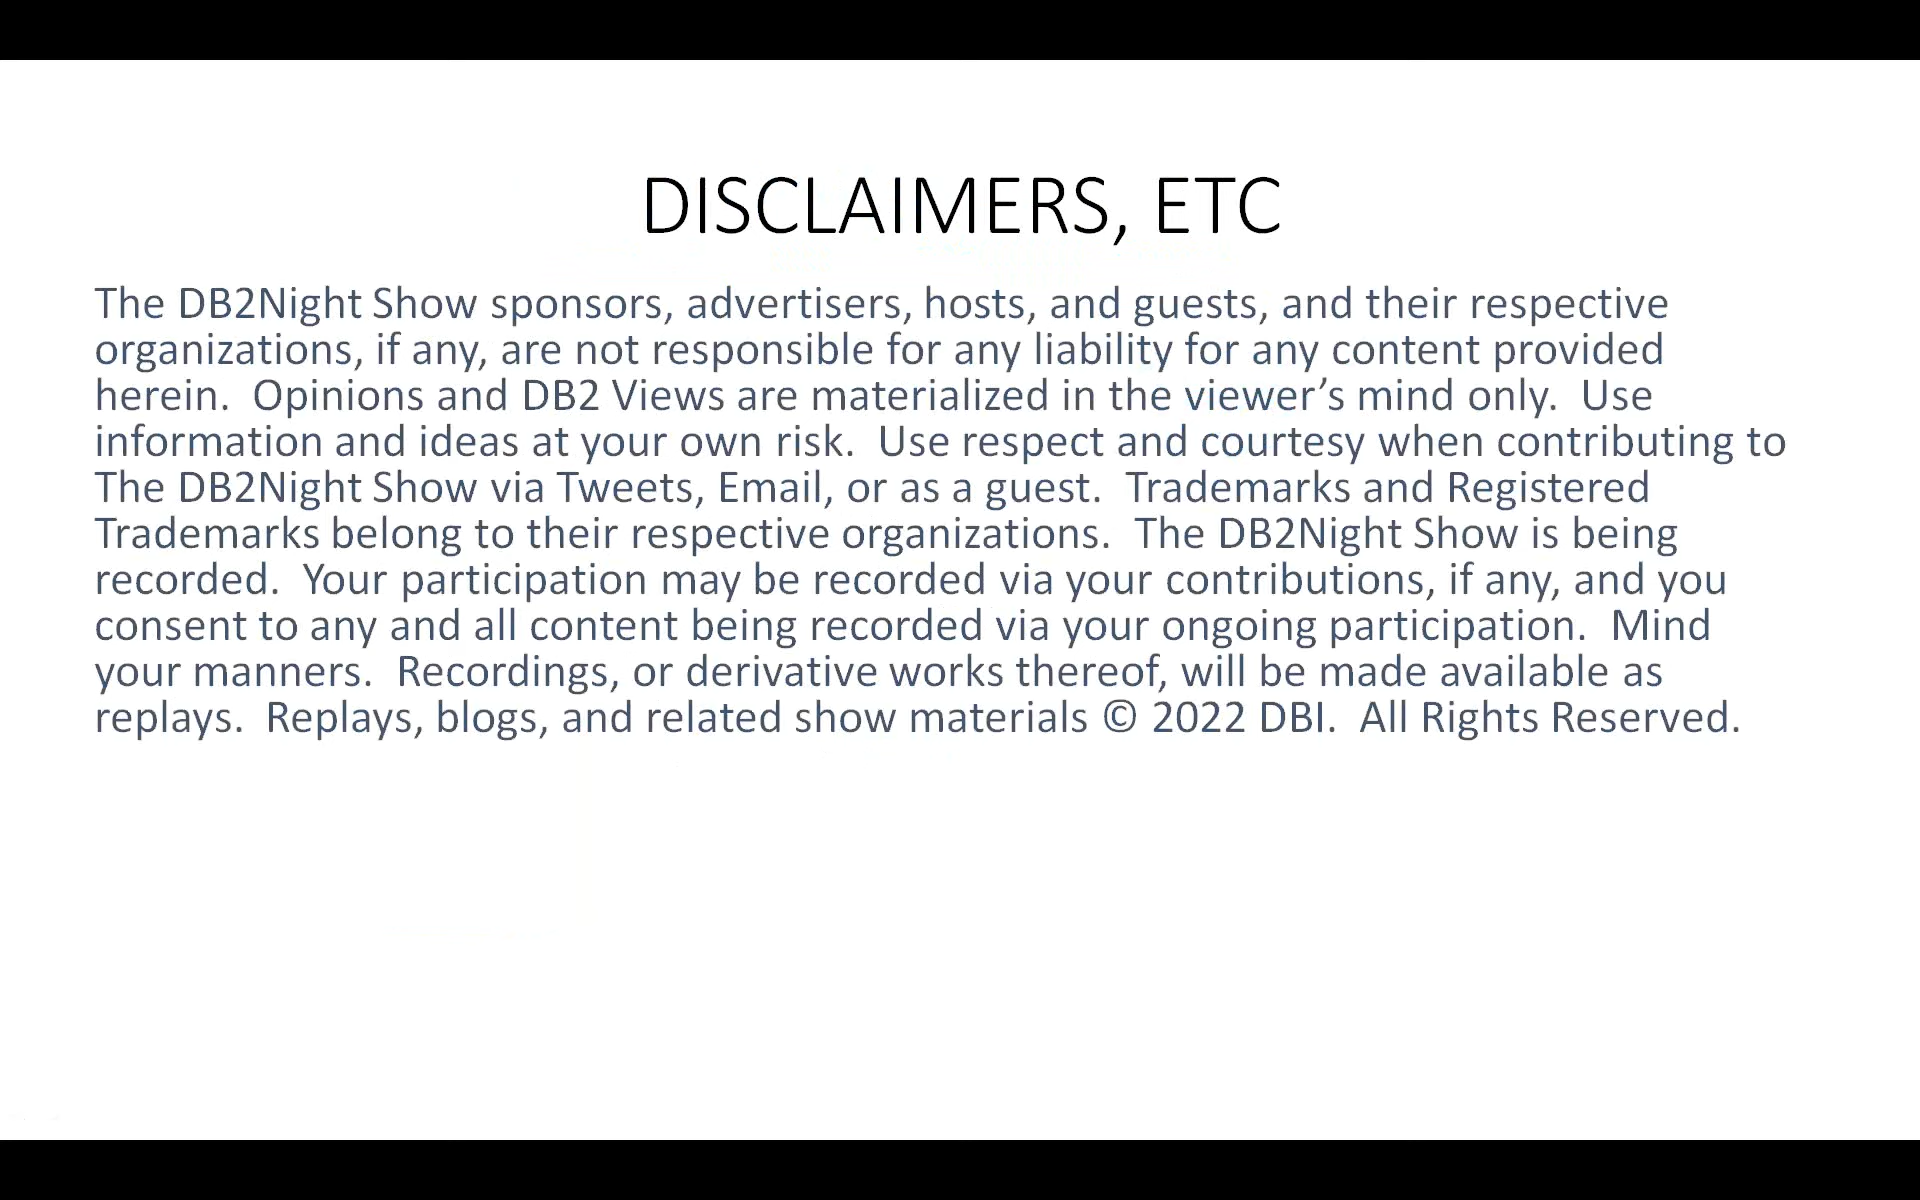 DISCLAIMERS, ETC
The DB2Night Show sponsors, advertisers, hosts, and guests, and their respective
organizations, if any, are not responsible for any liability for any content provided
herein.  Opinions and DB2 Views are materialized in the viewer’s mind only.  Use
information and ideas at your own risk.  Use respect and courtesy when contributing to
The DB2Night Show via Tweets, Email, or as a guest.  Trademarks and Registered
Trademarks belong to their respective organizations.  The DB2Night Show is being
recorded.  Your participation may be recorded via your contributions, if any, and you
consent to any and all content being recorded via your ongoing participation.  Mind
your manners.  Recordings, or derivative works thereof, will be made available as
replays.  Replays, blogs, and related show materials © 2022 DBI.  All Rights Reserved.